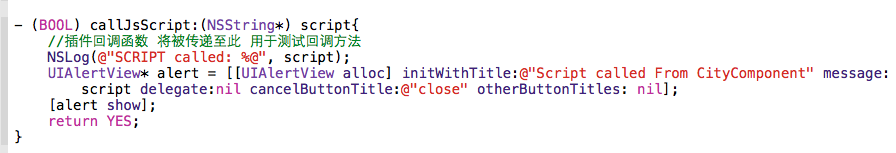 - (BOOL) callJsScript:(NSString*) script{
//插件回调函数 将被传递至此 用于测试回调方法
NSLog(@"SCRIPT called: %@", script);
UIAlertView* alert = [[UIAlertView alloc] initWithTitle:@"Script called From CityComponent" message:
script delegate:nil cancelButtonTitle:@"close" otherButtonTitles: nil];
[alert show];
return YES;
}